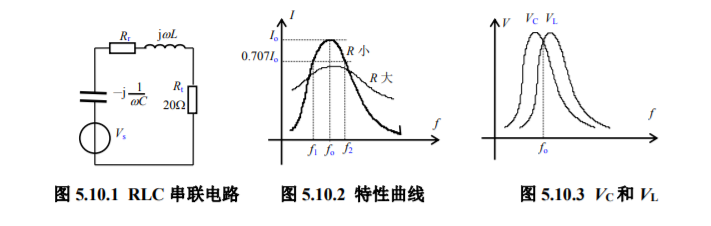 Rr
jωL
-j 1/ωC
Rt
20Ω
Vs
I
Io
0.707Io
R 小
R 大
f
f1 fo f2
V
VC VL
f
fo
图 5.10.1 RLC 串联电路
图 5.10.2 特性曲线
图 5.10.3 VC和 VL